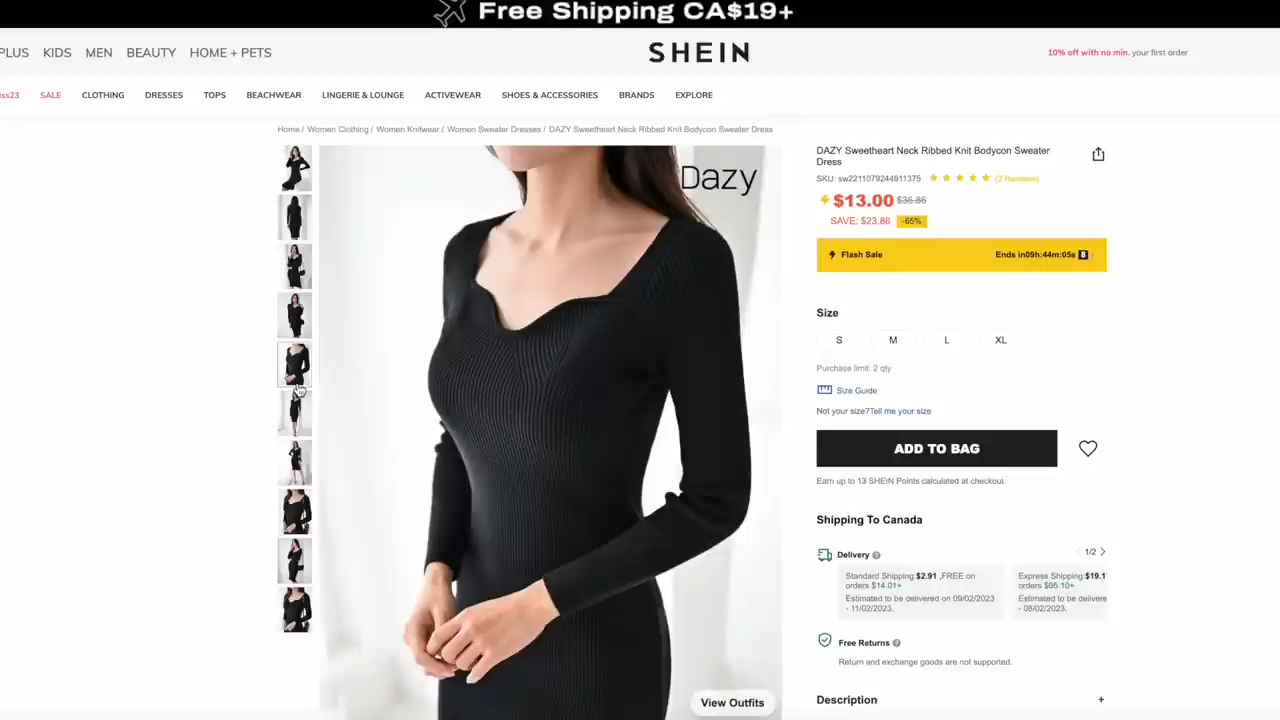 Free Shipping CA$19+
PLUS KIDS MEN BEAUTY HOME + PETS
SHEIN
10% off with no min. your first order
ss23 SALE CLOTHING DRESSES TOPS BEACHWEAR LINGERIE & LOUNGE ACTIVEWEAR SHOES & ACCESSORIES BRANDS EXPLORE
Home / Women Clothing / Women Knitwear / Women Sweater Dresses / DAZY Sweetheart Neck Ribbed Knit Bodycon Sweater Dress
Dazy
View Outfits
DAZY Sweetheart Neck Ribbed Knit Bodycon Sweater
Dress
SKU: sw2211079244911375 (2 Reviews)
$13.00 $36.86
SAVE: $23.86 -65%
Flash Sale Ends in09h:44m:05s 8
Size
S M L XL
Purchase limit: 2 qty
Size Guide
Not your size?Tell me your size
ADD TO BAG
Earn up to 13 SHEIN Points calculated at checkout.
Shipping To Canada
Delivery ? 1/2
Standard Shipping:$2.91 ,FREE on
orders $14.01+
Estimated to be delivered on 09/02/2023
- 11/02/2023.
Express Shipping:$19.1
orders $95.10+
Estimated to be delivere
- 08/02/2023.
Free Returns ?
Return and exchange goods are not supported.
Description +